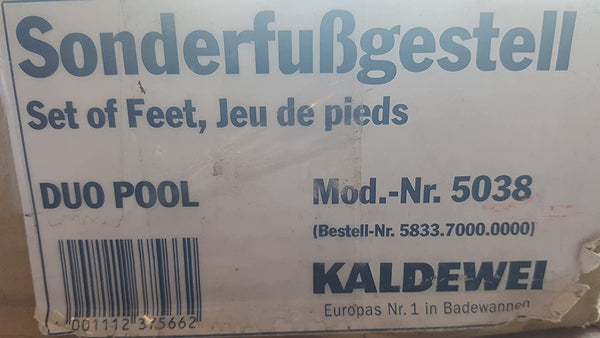 Sonderfußgestell
Set of Feet, Jeu de pieds
DUO POOL
Mod.-Nr. 5038
(Bestell-Nr. 5833.7000.0000)
KALDEWEI
Europas Nr. 1 in Badewannen
001112 375662